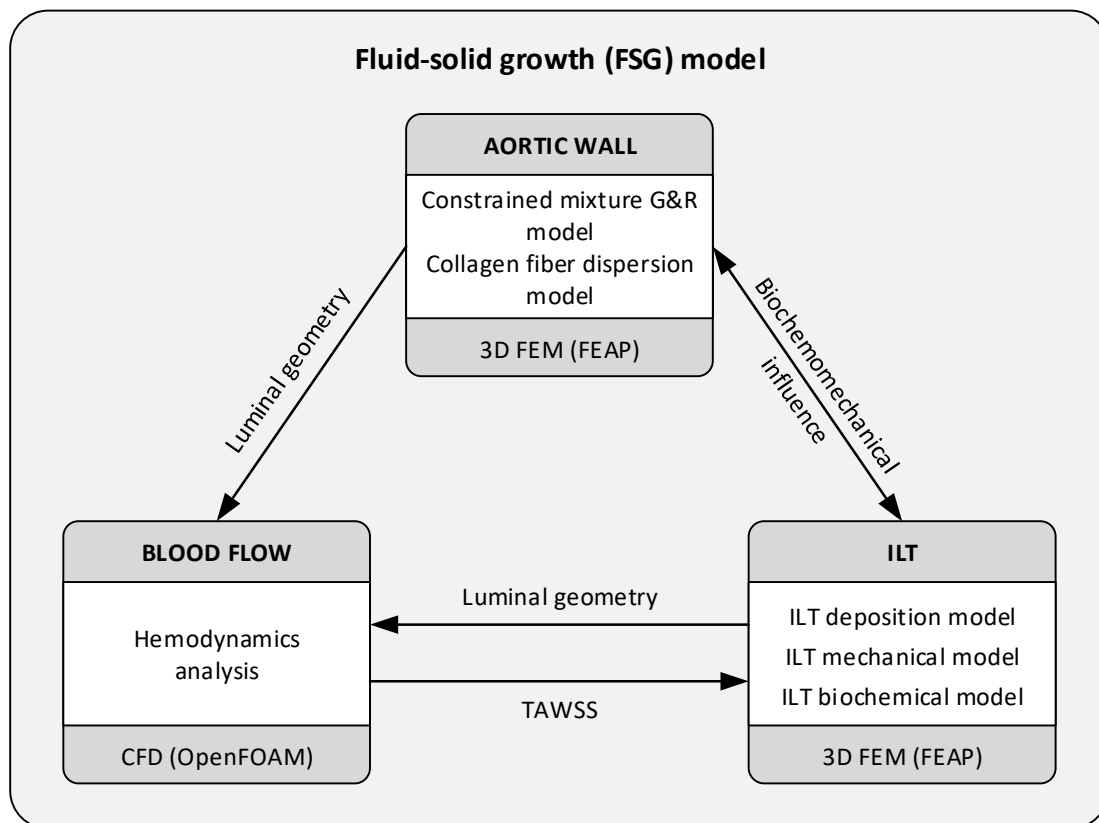 Fluid-solid growth (FSG) model
AORTIC WALL
Constrained mixture G&R
model
Collagen fiber dispersion
model
3D FEM (FEAP)
Luminal geometry
Biochemomechanical
influence
BLOOD FLOW
Hemodynamics
analysis
CFD (OpenFOAM)
Luminal geometry
TAWSS
ILT
ILT deposition model
ILT mechanical model
ILT biochemical model
3D FEM (FEAP)